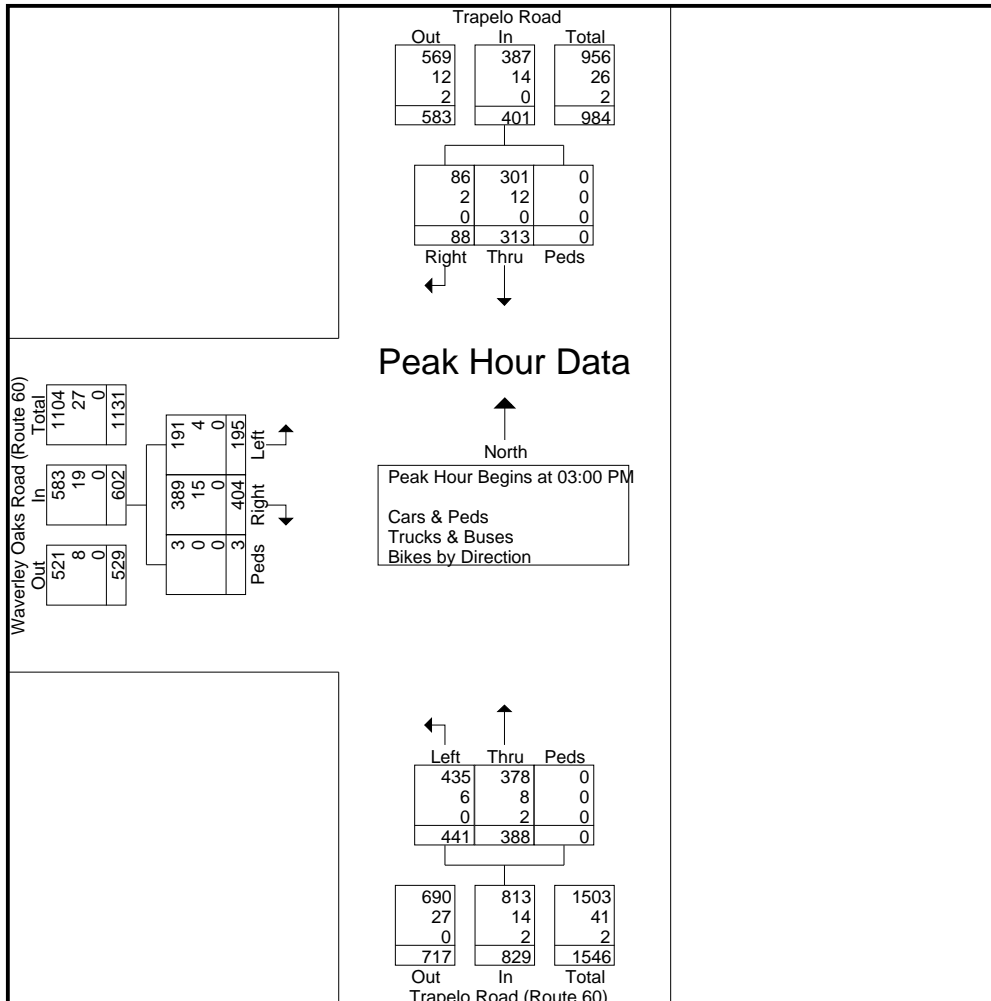 Trapelo Road
Out In Total
569 387 956
12 14 26
2 0 2
583 401 984
86 301 0
2 12 0
0 0 0
88 313 0
Right Thru Peds
Peak Hour Data
North
Peak Hour Begins at 03:00 PM
Cars & Peds
Trucks & Buses
Bikes by Direction
Waverley Oaks Road (Route 60)
Out In Total
521 583 1104
8 19 27
0 0 0
529 602 1131
3 389 191
0 15 4
0 0 0
3 404 195
Peds Right Left
Left Thru Peds
435 378 0
6 8 0
0 2 0
441 388 0
690 813 1503
27 14 41
0 2 2
717 829 1546
Out In Total
Trapelo Road (Route 60)